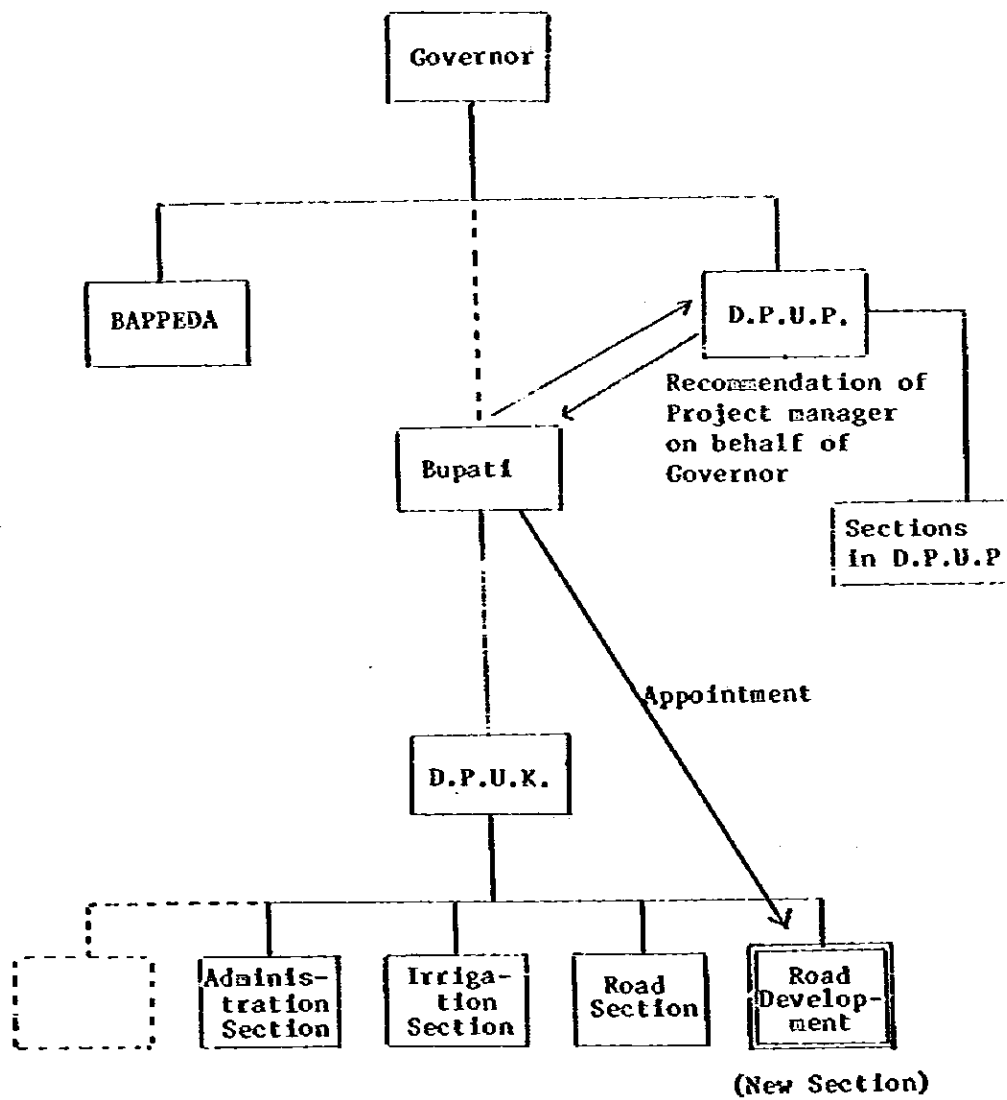 Governor
BAPPEDA
D.P.U.P.
Recommendation of
Project manager
on behalf of
Governor
Bupati
Sections
in D.P.U.P
Appointment
D.P.U.K.
Adminis-
tration
Section
Irriga-
tion
Section
Road
Section
Road
Develop-
ment
(New Section)